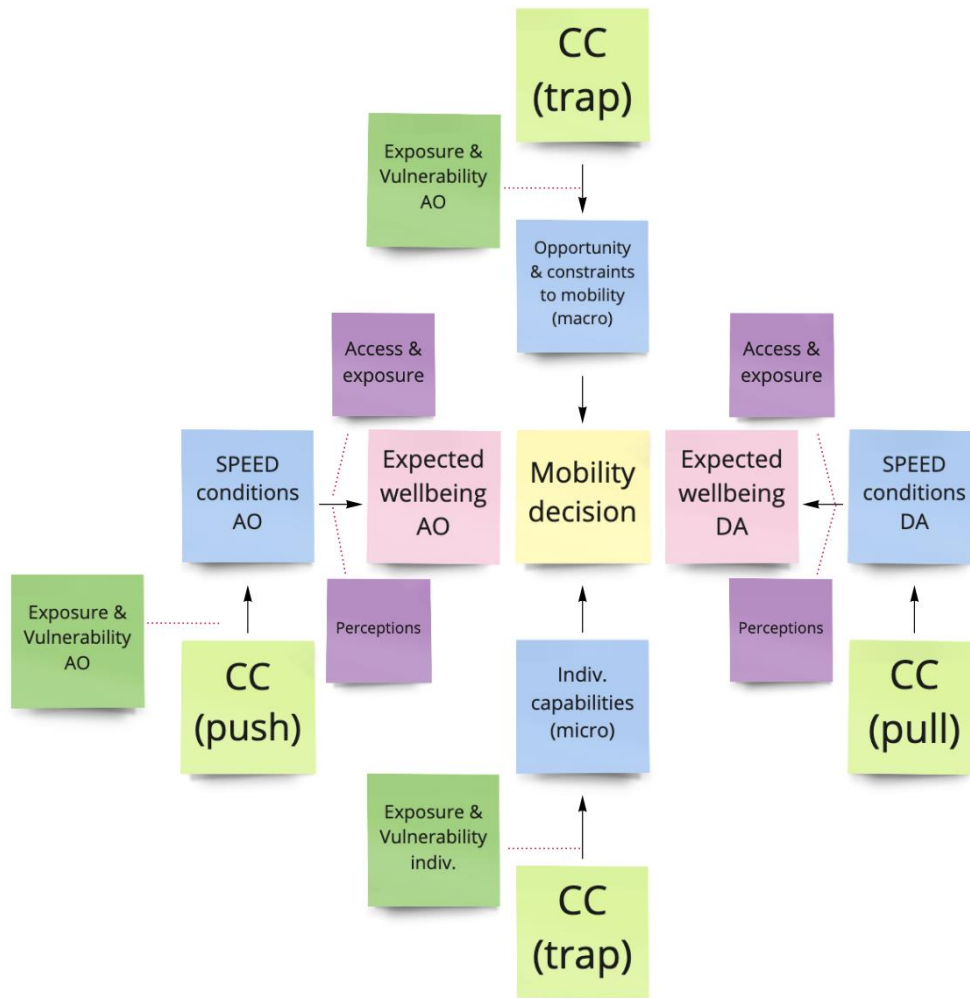 CC
(trap)
Exposure &
Vulnerability
AO
Opportunity
& constraints
to mobility
(macro)
Access &
exposure
Access &
exposure
SPEED
conditions
AO
Expected
wellbeing
AO
Mobility
decision
Expected
wellbeing
DA
SPEED
conditions
DA
Exposure &
Vulnerability
AO
Perceptions
Perceptions
CC
(push)
Indiv.
capabilities
(micro)
CC
(pull)
Exposure &
Vulnerability
indiv.
CC
(trap)